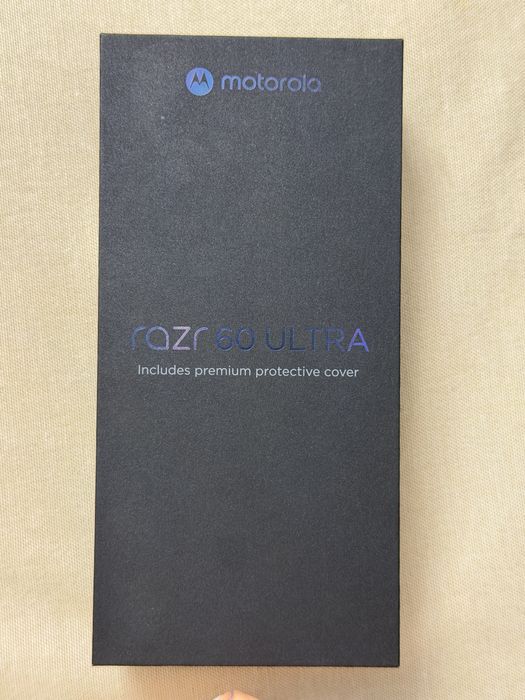 motorola
razr 60 ULTRA
Includes premium protective cover